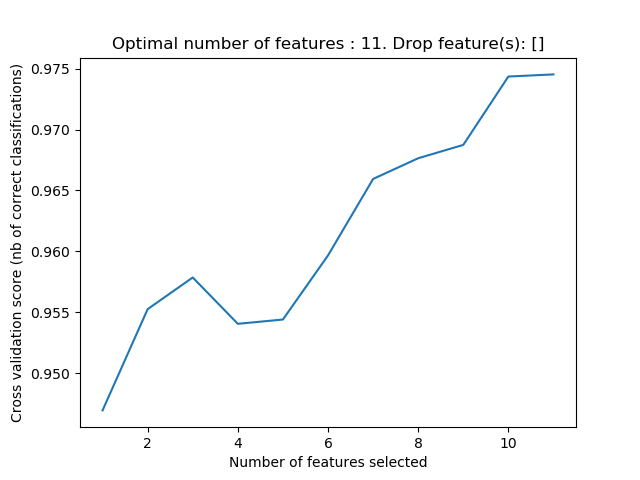 Optimal number of features : 11. Drop feature(s): []
Cross validation score (nb of correct classifications)
0.975
0.970
0.965
0.960
0.955
0.950
2 4 6 8 10
Number of features selected